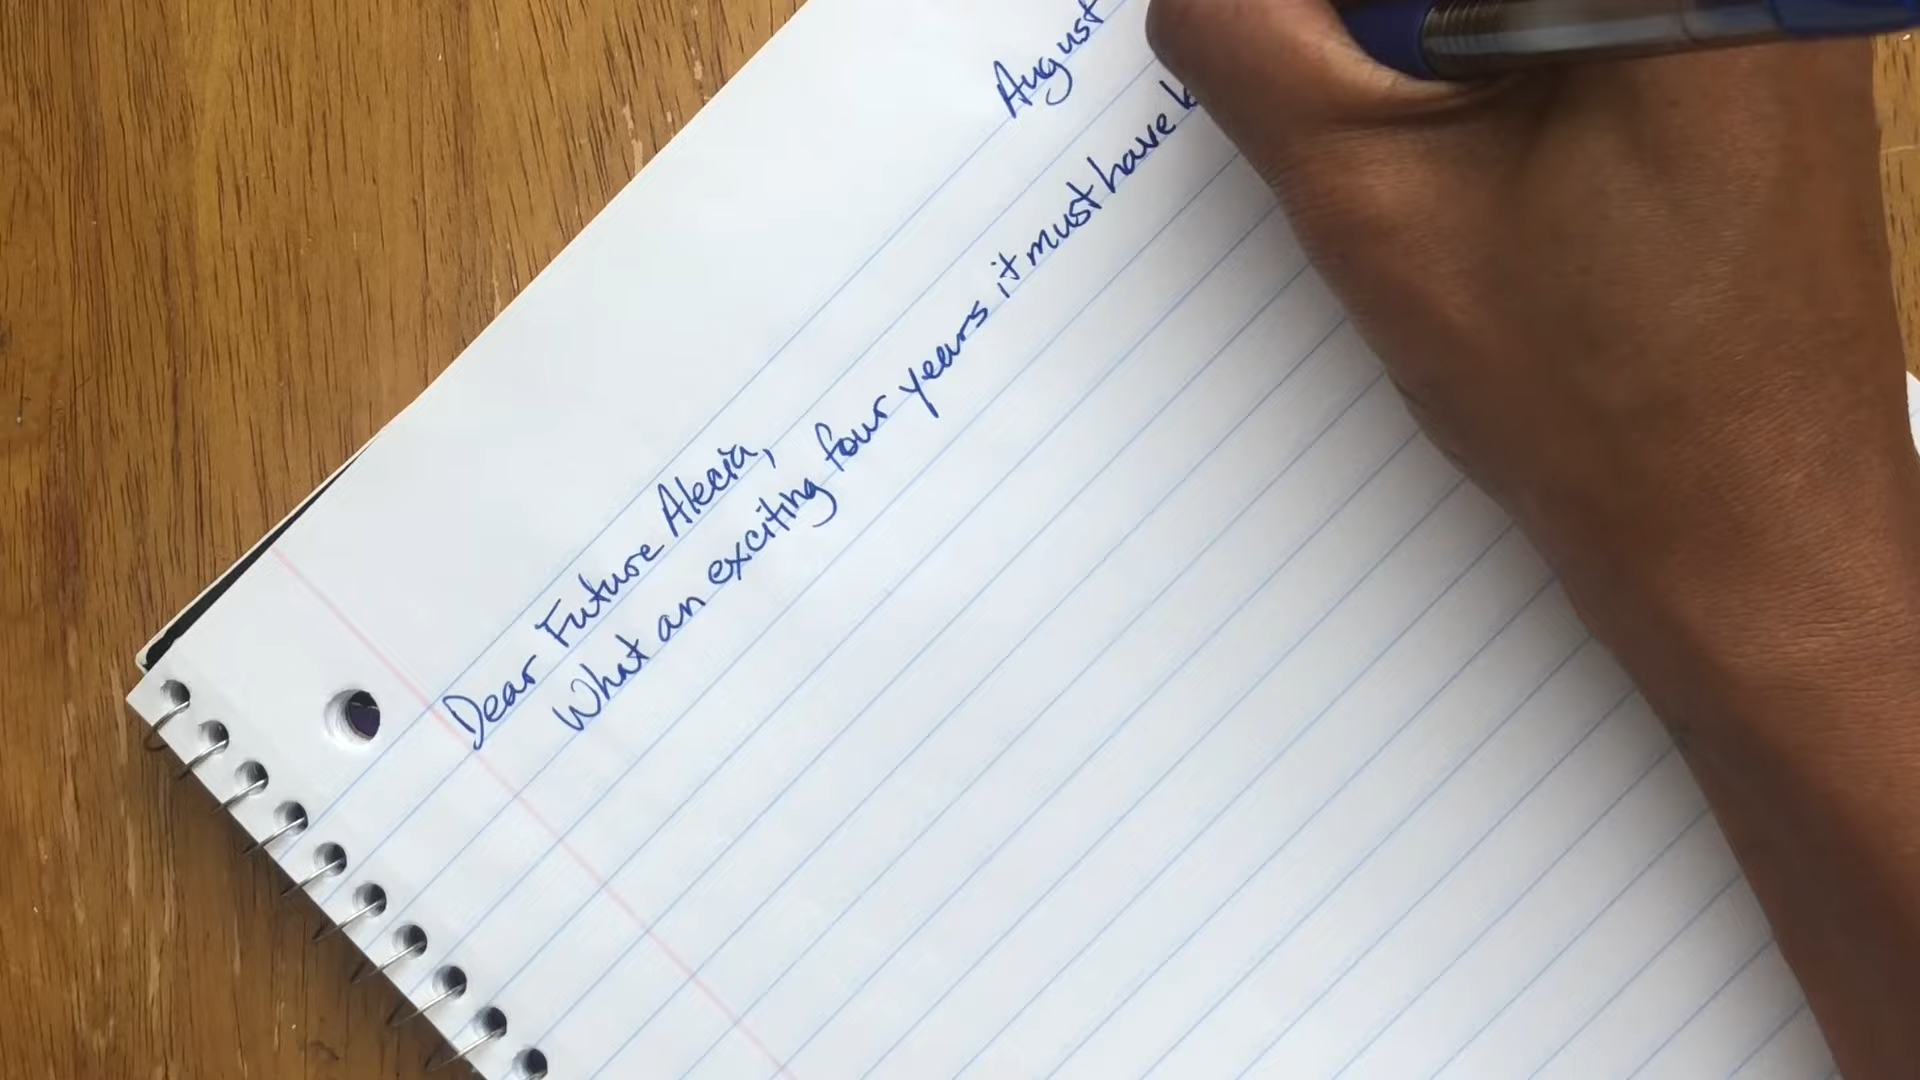 August
Dear Future Alecia,
What an exciting four years, it must have